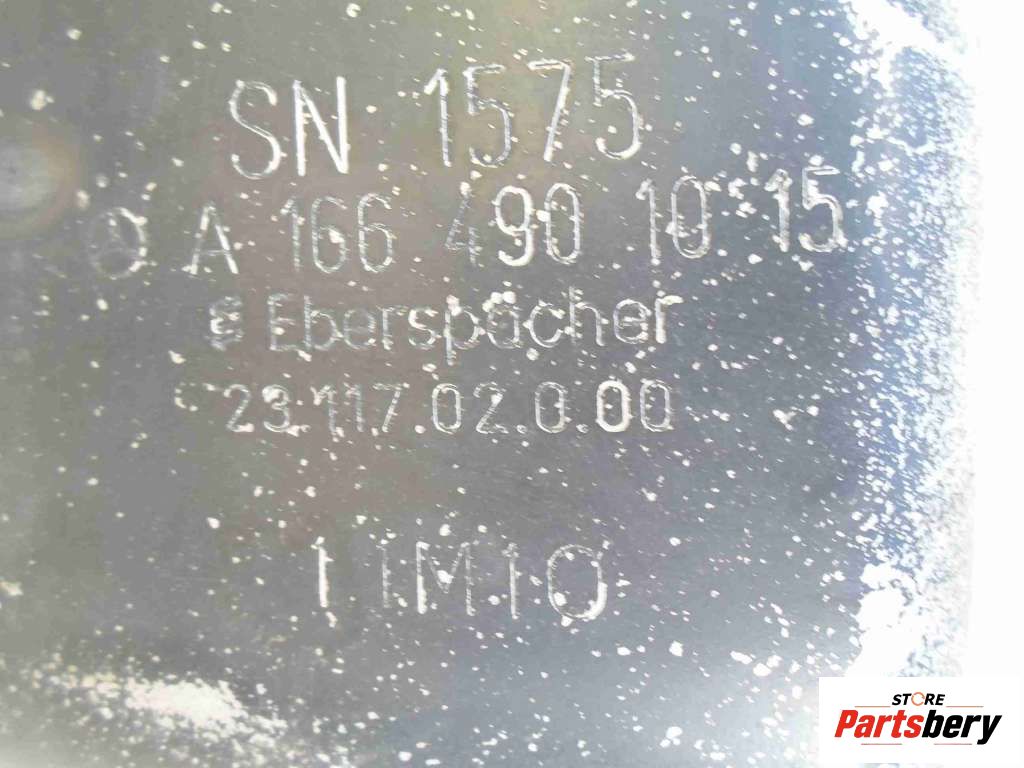 SN 1575
A 166 490 10 15
Eberspächer
23.117.02.0.00
11M10
STORE
Partsbery